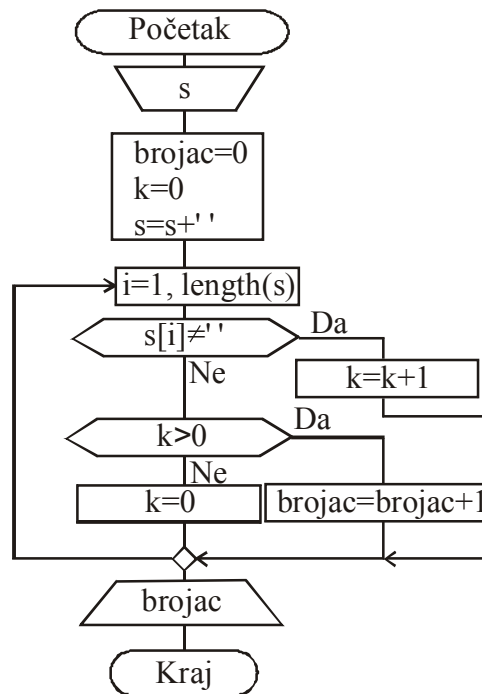 Početak
s
brojac=0
k=0
s=s+' '
i=1, length(s)
s[i]≠' '
Da
Ne
k=k+1
k>0
Da
Ne
k=0
brojac=brojac+1
brojac
Kraj